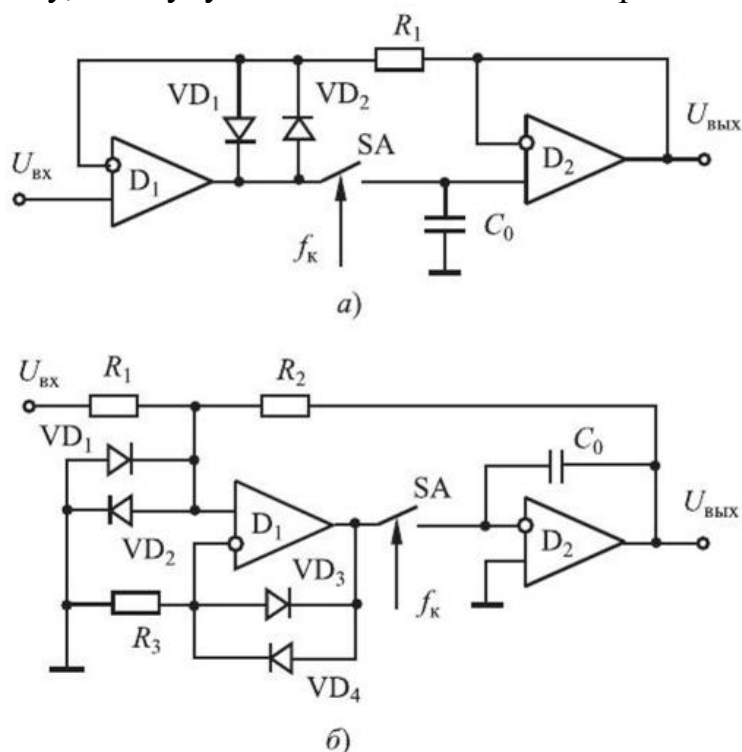 R₁
VD₁
VD₂
SA
Uвх
D₁
D₂
Uвых
C₀
fк
а)
Uвх
R₁
R₂
VD₁
VD₂
D₁
SA
C₀
D₂
Uвых
R₃
VD₃
VD₄
fк
б)